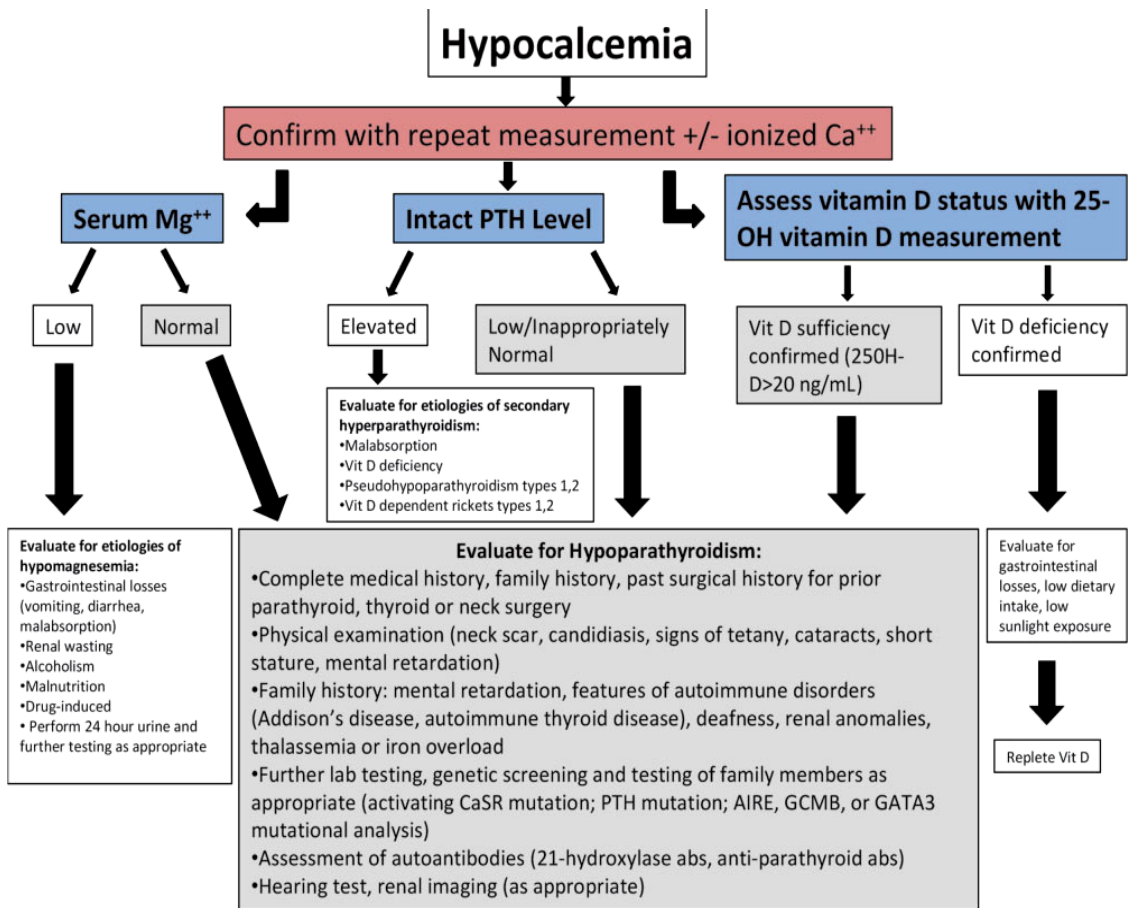 Hypocalcemia
Confirm with repeat measurement +/- ionized Ca⁺⁺
Serum Mg⁺⁺
Intact PTH Level
Assess vitamin D status with 25-
OH vitamin D measurement
Low
Normal
Elevated
Low/Inappropriately
Normal
Vit D sufficiency
confirmed (250H-
D>20 ng/mL)
Vit D deficiency
confirmed
Evaluate for etiologies of secondary
hyperparathyroidism:
•Malabsorption
•Vit D deficiency
•Pseudohypoparathyroidism types 1,2
•Vit D dependent rickets types 1,2
Evaluate for etiologies of
hypomagnesemia:
•Gastrointestinal losses
(vomiting, diarrhea,
malabsorption)
•Renal wasting
•Alcoholism
•Malnutrition
•Drug-induced
• Perform 24 hour urine and
further testing as appropriate
Evaluate for Hypoparathyroidism:
•Complete medical history, family history, past surgical history for prior
parathyroid, thyroid or neck surgery
•Physical examination (neck scar, candidiasis, signs of tetany, cataracts, short
stature, mental retardation)
•Family history: mental retardation, features of autoimmune disorders
(Addison's disease, autoimmune thyroid disease), deafness, renal anomalies,
thalassemia or iron overload
•Further lab testing, genetic screening and testing of family members as
appropriate (activating CaSR mutation; PTH mutation; AIRE, GCMB, or GATA3
mutational analysis)
•Assessment of autoantibodies (21-hydroxylase abs, anti-parathyroid abs)
•Hearing test, renal imaging (as appropriate)
Evaluate for
gastrointestinal
losses, low dietary
intake, low
sunlight exposure
Replete Vit D